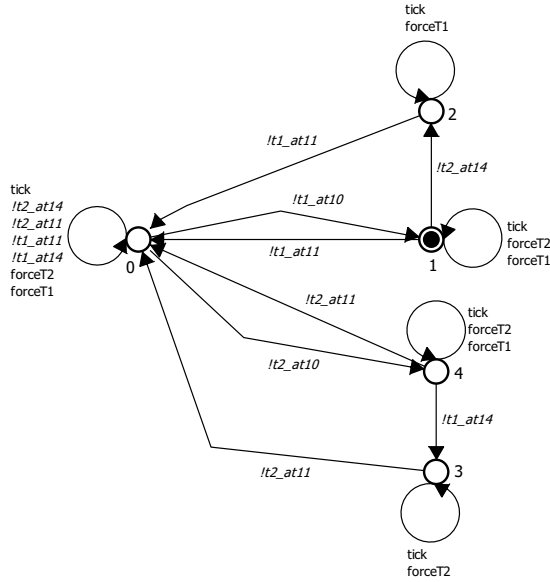 tick
forceT1
2
!t1_at11
!t2_at14
tick
!t2_at14
!t2_at11
!t1_at11
!t1_at14
forceT2
forceT1
0
!t1_at10
!t1_at11
1
tick
forceT2
forceT1
!t2_at11
!t2_at10
tick
forceT2
forceT1
4
!t1_at14
3
!t2_at11
tick
forceT2